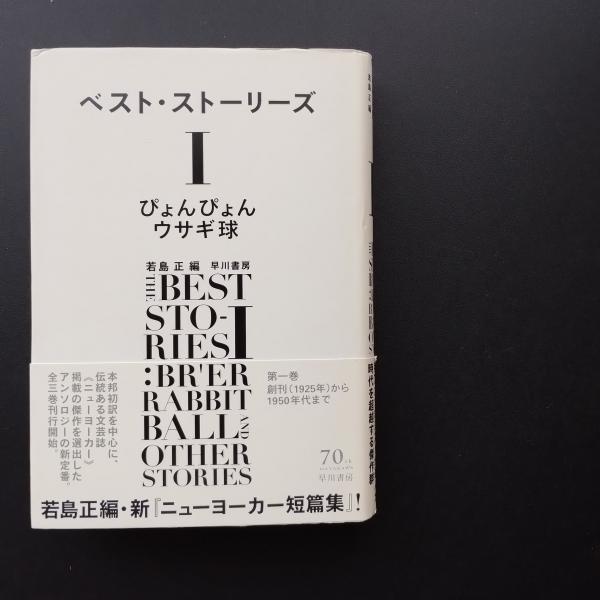 ベスト・ストーリーズ
I
ぴょんぴょん
ウサギ球
若島正編 早川書房
THE BEST
STO-
RIES I
:BR'ER
RABBIT
BALL AND
OTHER
STORIES
本邦初訳を中心に、
伝統ある文芸誌
《ニューヨーカー》
掲載の傑作を選出した
アンソロジーの新定番。
全三巻刊行開始。
第一巻
創刊(1925年)から
1950年代まで
70th
HAYAKAWA
早川書房
若島正編・新『ニューヨーカー短篇集』!
若島正編
時代を超越する傑作群